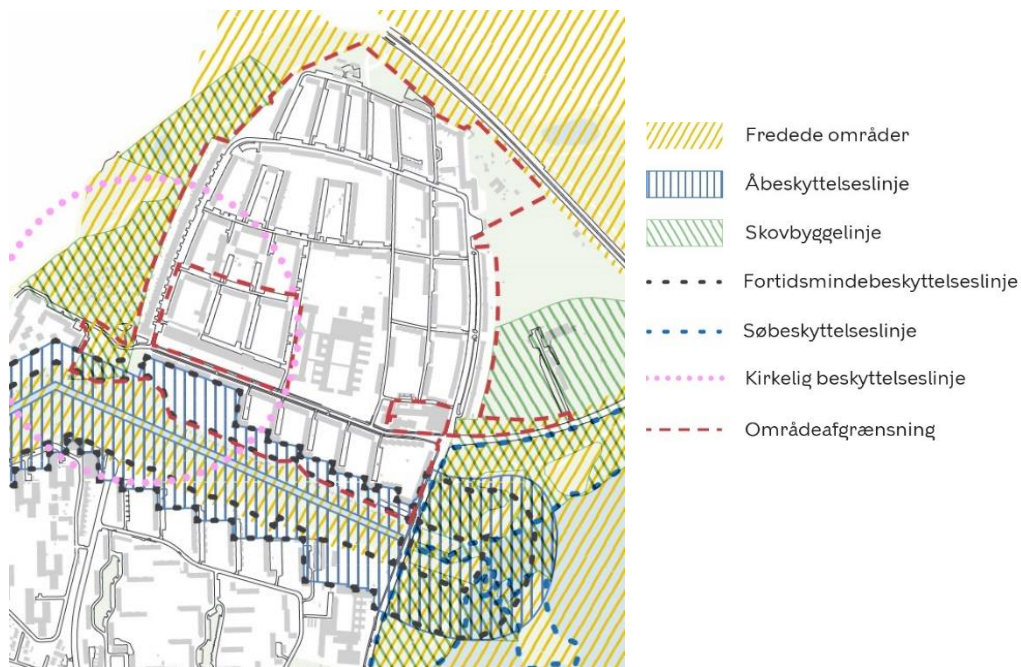 Fredede områder
Åbeskyttelseslinje
Skovbyggelinje
Fortidsmindebeskyttelseslinje
Søbeskyttelseslinje
Kirkelig beskyttelseslinje
Områdeafgrænsning